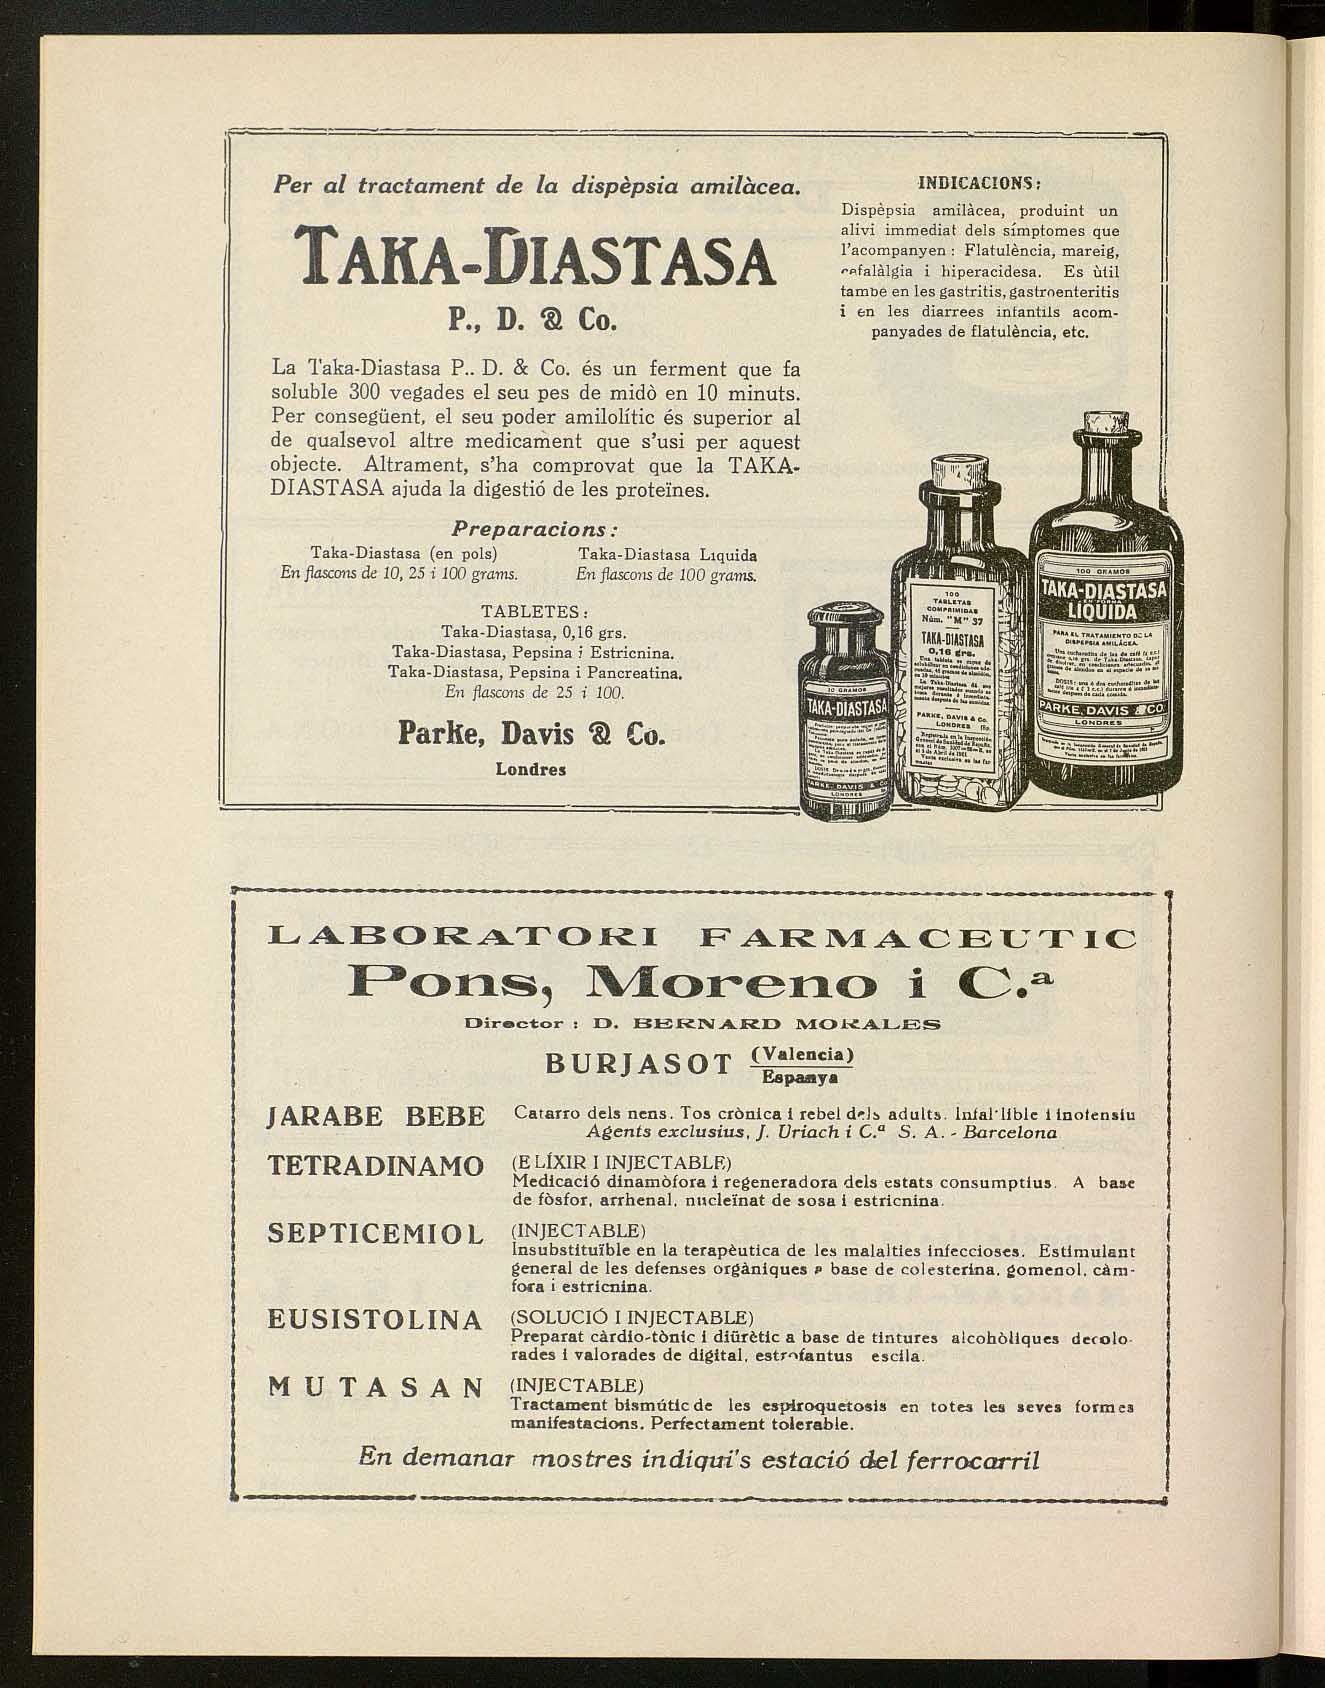 Per al tractament de la dispèpsia amilàcea.
TAKA-DIASTASA
P., D. & Co.
La Taka-Diastasa P.. D. & Co. és un ferment que fa
soluble 300 vegades el seu pes de midò en 10 minuts.
Per consegüent, el seu poder amilolític és superior al
de qualsevol altre medicament que s'usi per aquest
objecte. Altrament, s'ha comprovat que la TAKA-
DIASTASA ajuda la digestió de les proteïnes.
Preparacions:
Taka-Diastasa (en pols)
En flascons de 10, 25 i 100 grams.
Taka-Diastasa Liquida
En flascons de 100 grams.
TABLETES:
Taka-Diastasa, 0,16 grs.
Taka-Diastasa, Pepsina i Estricnina.
Taka-Diastasa, Pepsina i Pancreatina.
En flascons de 25 i 100.
Parke, Davis & Co.
Londres
INDICACIONS:
Dispèpsia amilàcea, produint un
alivi immediat dels símptomes que
l'acompanyen: Flatulència, mareig,
cefalàlgia i hiperacidesa. Es ùtil
tambe en les gastritis, gastroenteritis
i en les diarrees infantils acom-
panyades de flatulència, etc.
10 GRAMOS
TAKA-DIASTASA
PARKE, DAVIS & Co
LONDRES
100
TABLETAS
COMPRIMIDAS
Núm. "M" 37
TAKA-DIASTASA
0,16 grs.
PARKE, DAVIS & Co.
LONDRES
100 GRAMOS
TAKA-DIASTASA
EN FORMA
LÍQUIDA
PARA EL TRATAMIENTO DE LA
DISPEPSIA AMILÁCEA.
PARKE, DAVIS & CO.
LONDRES
LABORATORI FARMACEUTIC
Pons, Moreno i C.ª
Director: D. BERNARD MORALES
BURJASOT (Valencia)
Espanya
JARABE BEBE
Catarro dels nens. Tos crònica i rebel dels adults. Infal·lible i inofensiu
Agents exclusius, J. Uriach i C.ª S. A. - Barcelona
TETRADINAMO
(ELÍXIR I INJECTABLE)
Medicació dinamòfora i regeneradora dels estats consumptius. A base
de fòsfor, arrhenal, nucleïnat de sosa i estricnina.
SEPTICEMIOL
(INJECTABLE)
Insubstituïble en la terapèutica de les malalties infeccioses. Estimulant
general de les defenses orgàniques a base de colesterina, gomenol, càm-
fora i estricnina.
EUSISTOLINA
(SOLUCIÓ I INJECTABLE)
Preparat càrdio-tònic i diürètic a base de tintures alcohòliques decolo-
rades i valorades de digital, estrofantus escila.
MUTASAN
(INJECTABLE)
Tractament bismútic de les espiroquetosis en totes les seves formes
manifestacions. Perfectament tolerable.
En demanar mostres indiqui's estació del ferrocarril